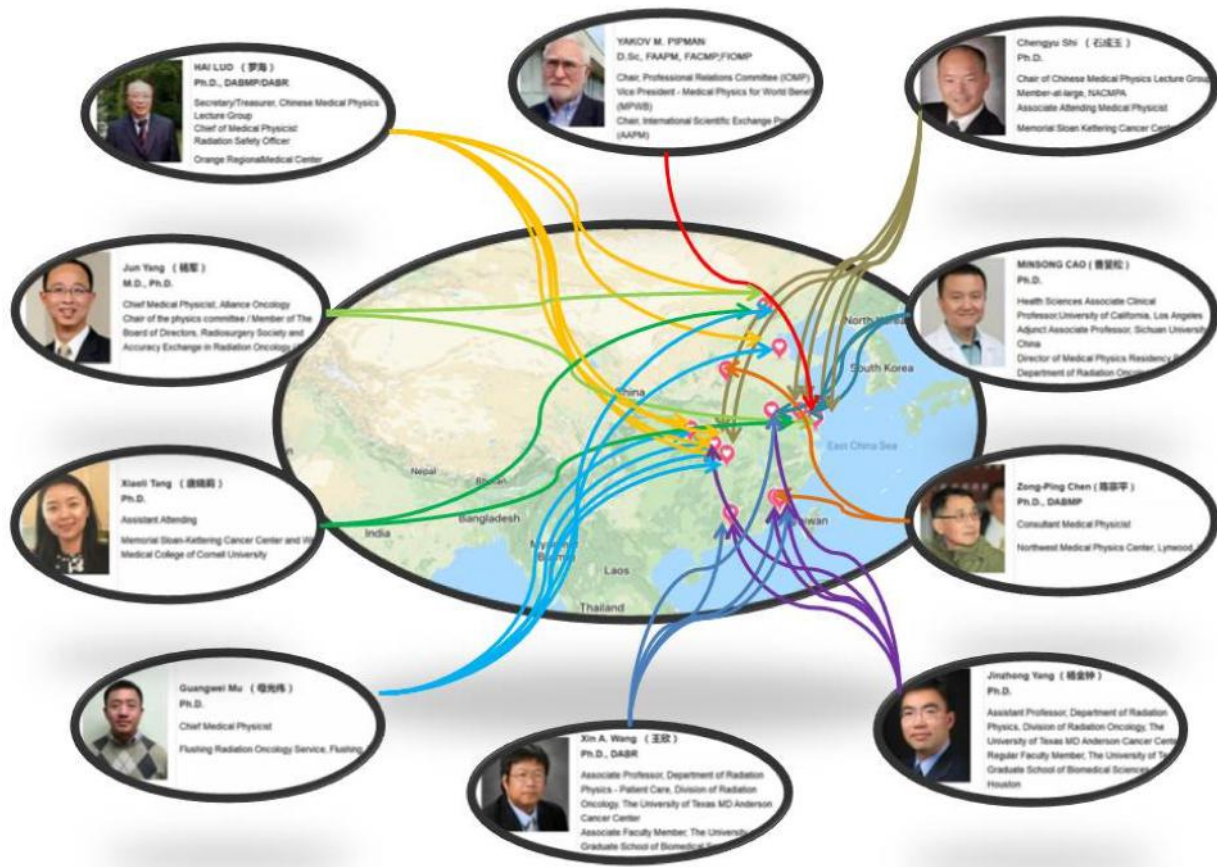 HAI LUO （罗海）
Ph.D., DABMP/DABR
Secretary/Treasurer, Chinese Medical Physics
Lecture Group
Chief of Medical Physicist
Radiation Safety Officer
Orange RegionalMedical Center
YAKOV M. PIPMAN
D.Sc, FAAPM, FACMP,FIOMP
Chair, Professional Relations Committee (IOMP)
Vice President - Medical Physics for World Benef
(MPWB)
Chair, International Scientific Exchange Pro
(AAPM)
Chengyu Shi （石成玉）
Ph.D.
Chair of Chinese Medical Physics Lecture Group
Member-at-large, NACMPA
Associate Attending Medical Physicist
Memorial Sloan Kettering Cancer Cent
Jun Yang （杨军）
M.D., Ph.D.
Chief Medical Physicist, Alliance Oncology
Chair of the physics committee / Member of The
Board of Directors, Radiosurgery Society and
Accuracy Exchange in Radiation Oncology
MINSONG CAO (曹旻松)
Ph.D.
Health Sciences Associate Clinical
Professor,University of California, Los Angeles
Adjunct Associate Professor, Sichuan University
China
Director of Medical Physics Residency
Department of Radiation Onco
North Korea
South Korea
China
East China Sea
Nepal
Bhutan
India
Bangladesh
Taiwan
Laos
Thailand
Xiaoli Tang （唐晓莉）
Ph.D.
Assistant Attending
Memorial Sloan-Kettering Cancer Center and We
Medical College of Cornell University
Zong-Ping Chen (陈宗平)
Ph.D., DABMP
Consultant Medical Physicist
Northwest Medical Physics Center, Lynwood,
Guangwei Mu （母光伟）
Ph.D.
Chief Medical Physicist
Flushing Radiation Oncology Service, Flushing,
Xin A. Wang （王欣）
Ph.D., DABR
Associate Professor, Department of Radiation
Physics - Patient Care, Division of Radiation
Oncology, The University of Texas MD Anderson
Cancer Center
Associate Faculty Member, The University
Graduate School of Biomedical
Jinzhong Yang （杨金钟）
Ph.D.
Assistant Professor, Department of Radiation
Physics, Division of Radiation Oncology, The
University of Texas MD Anderson Cancer Cente
Regular Faculty Member, The University of Te
Graduate School of Biomedical Sciences
Houston